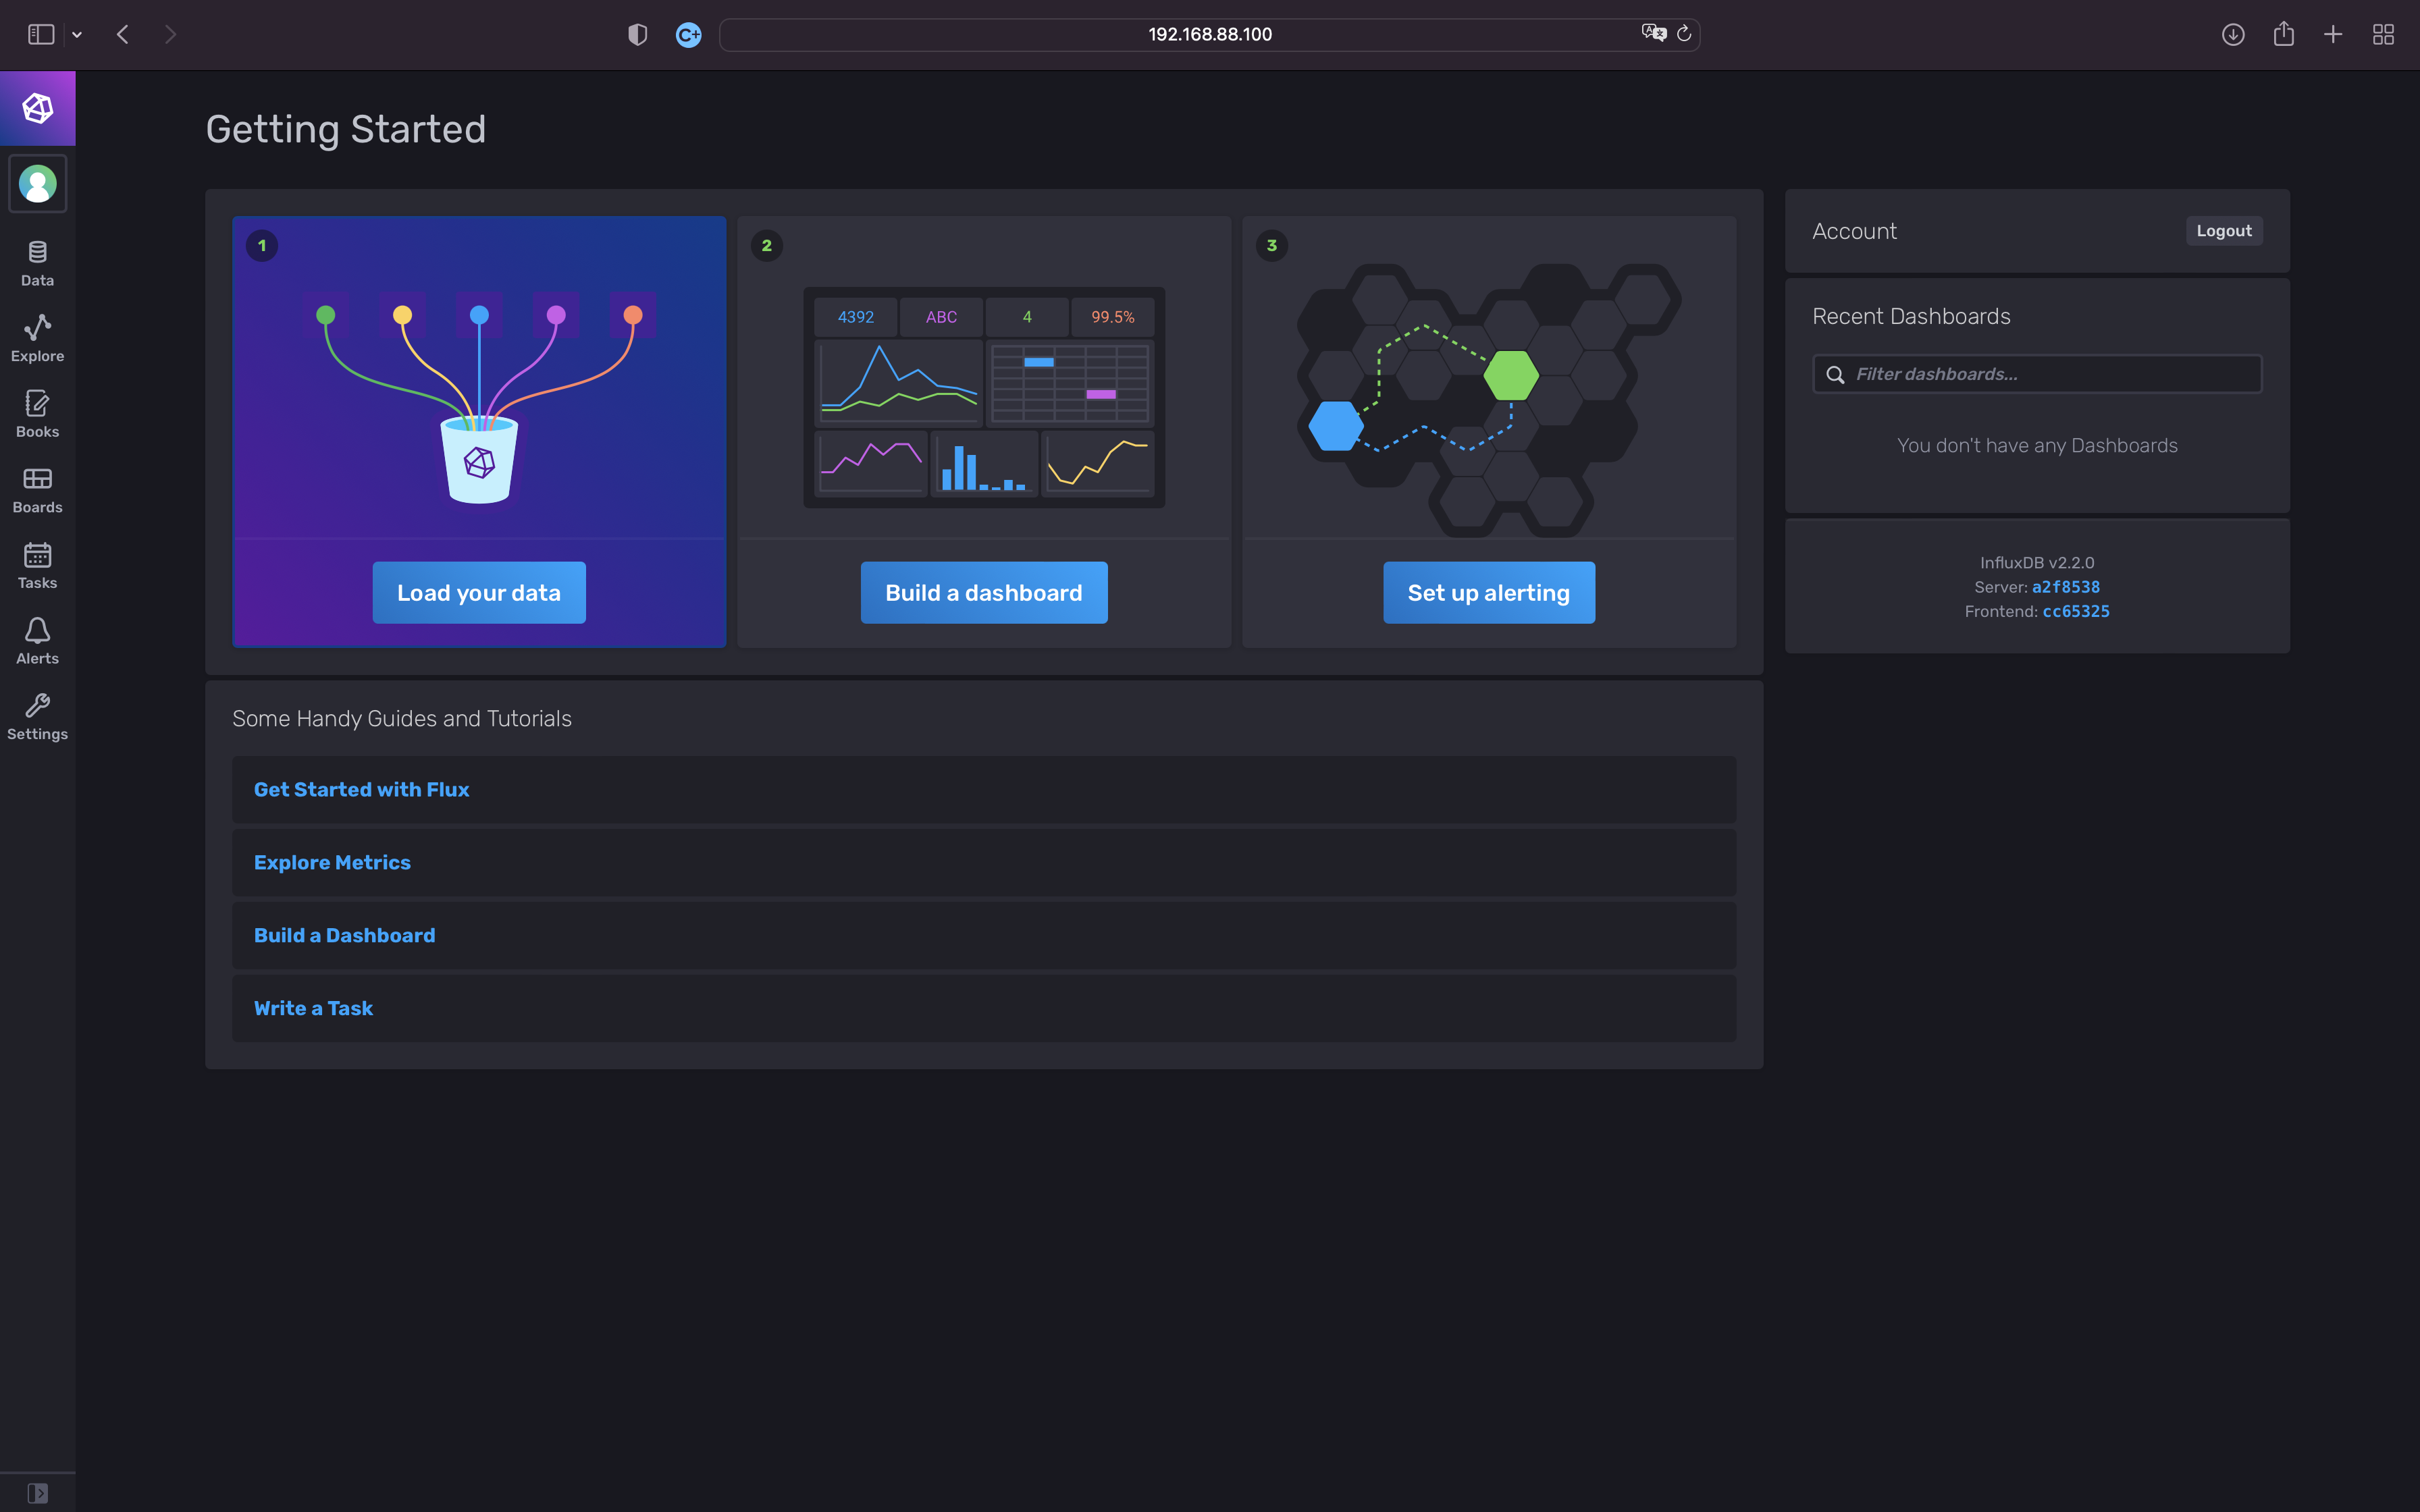 192.168.88.100
Getting Started
Data
Explore
Books
Boards
Tasks
Alerts
Settings
1
Load your data
2
4392 ABC 4 99.5%
Build a dashboard
3
Set up alerting
Account
Logout
Recent Dashboards
Filter dashboards...
You don't have any Dashboards
InfluxDB v2.2.0
Server: a2f8538
Frontend: cc65325
Some Handy Guides and Tutorials
Get Started with Flux
Explore Metrics
Build a Dashboard
Write a Task